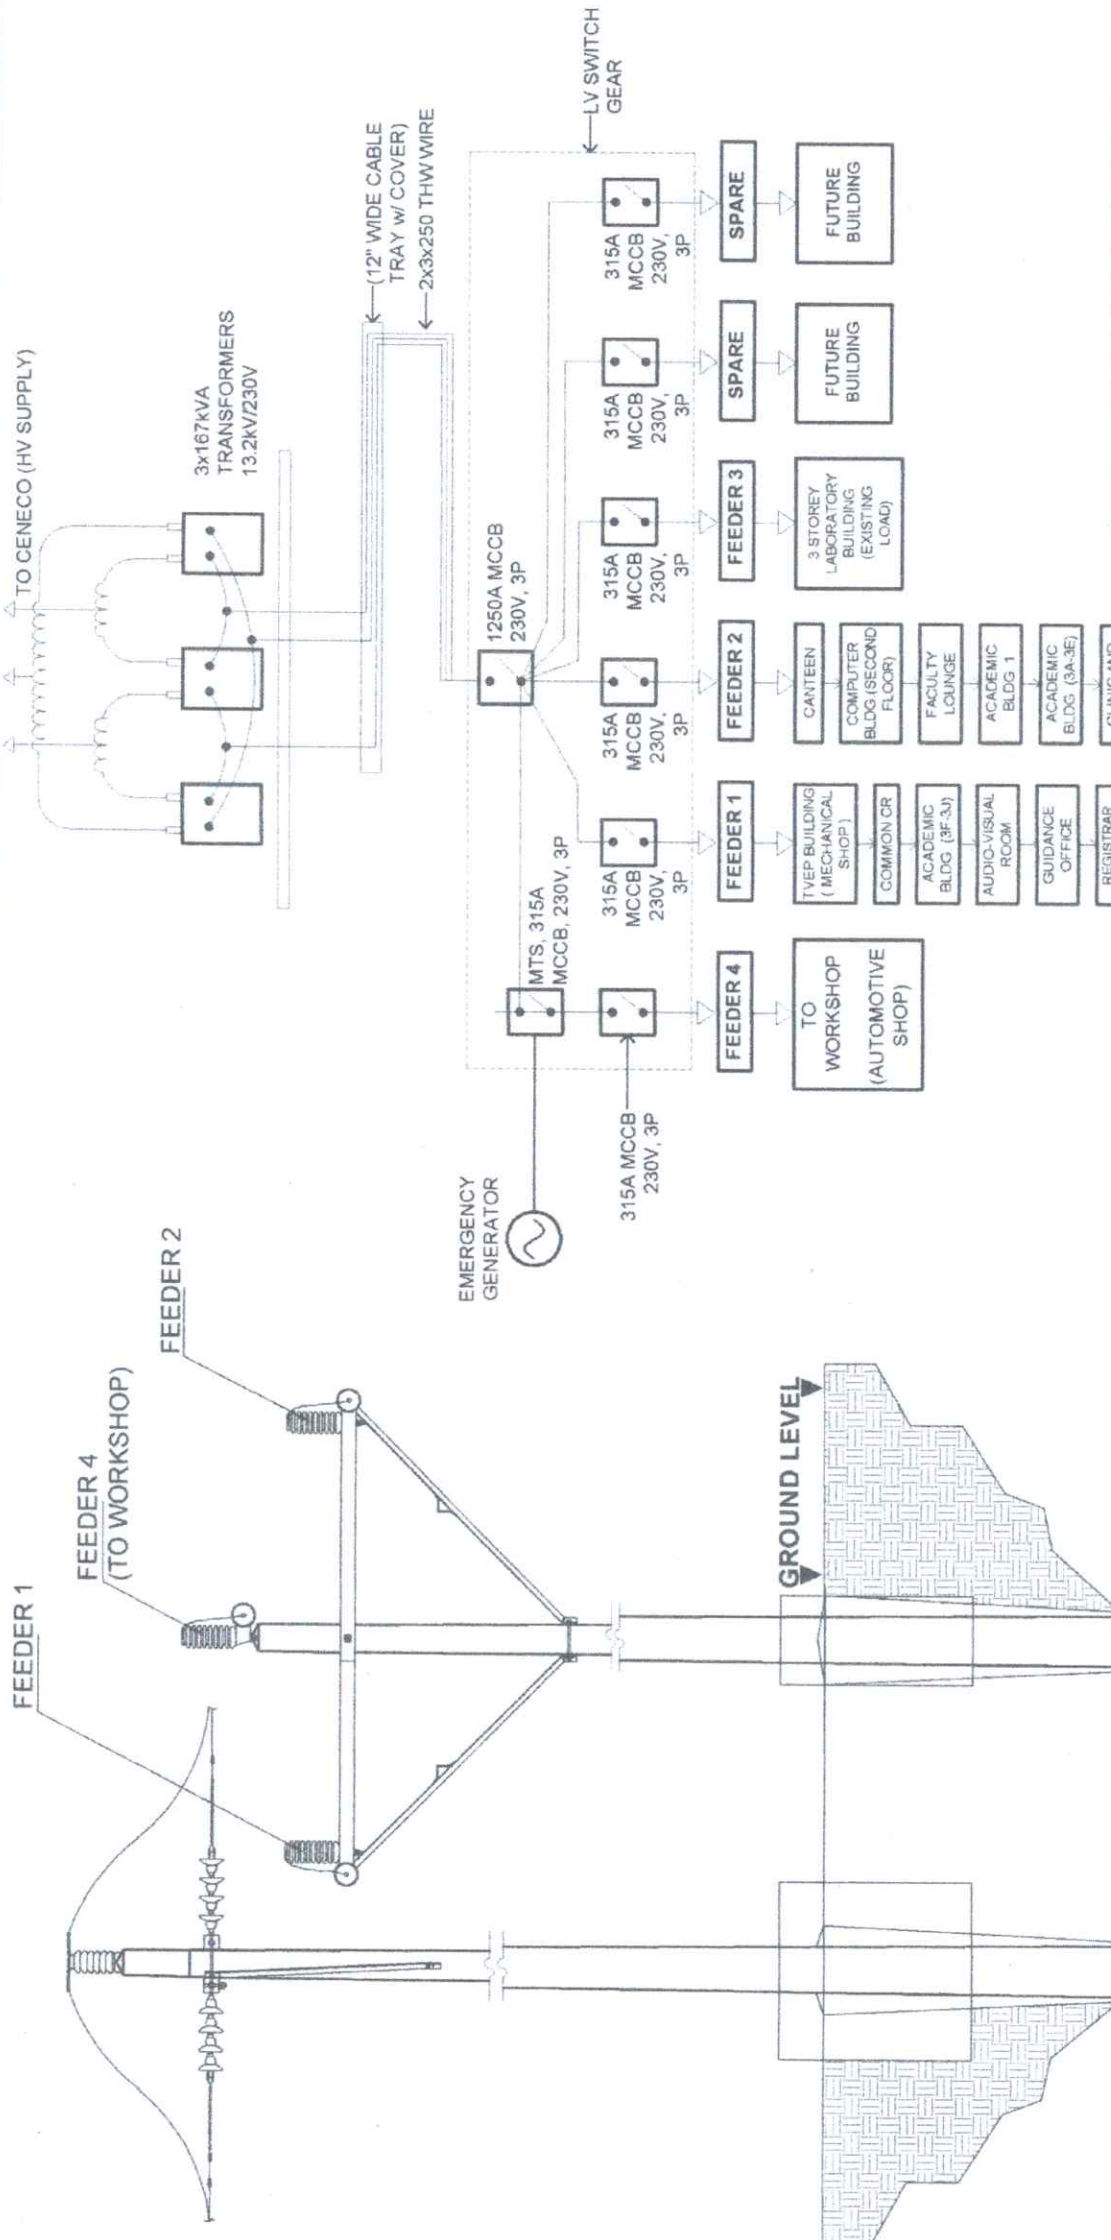 TO CENECO (HV SUPPLY)
3x167kVA
TRANSFORMERS
13.2kV/230V
(12" WIDE CABLE
TRAY w/ COVER)
2x3x250 THW WIRE
LV SWITCH
GEAR
1250A MCCB
230V, 3P
MTS, 315A
MCCB, 230V, 3P
EMERGENCY
GENERATOR
315A MCCB
230V, 3P
315A
MCCB
230V,
3P
315A
MCCB
230V,
3P
315A
MCCB
230V,
3P
315A
MCCB
230V,
3P
315A
MCCB
230V,
3P
FEEDER 4
FEEDER 1
FEEDER 2
FEEDER 3
SPARE
SPARE
TO
WORKSHOP
(AUTOMOTIVE
SHOP)
TVEP BUILDING
( MECHANICAL
SHOP )
COMMON CR
ACADEMIC
BLDG (3F-3J)
AUDIO-VISUAL
ROOM
GUIDANCE
OFFICE
REGISTRAR
CANTEEN
COMPUTER
BLDG (SECOND
FLOOR)
FACULTY
LOUNGE
ACADEMIC
BLDG 1
ACADEMIC
BLDG (3A-3E)
3 STOREY
LABORATORY
BUILDING
(EXISTING
LOAD)
FUTURE
BUILDING
FUTURE
BUILDING
FEEDER 1
FEEDER 4
(TO WORKSHOP)
FEEDER 2
GROUND LEVEL